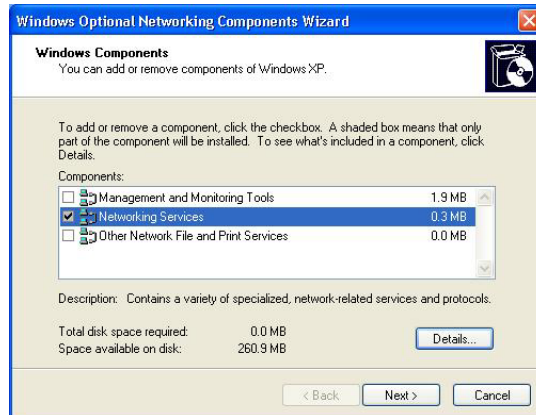 Windows Optional Networking Components Wizard
Windows Components
You can add or remove components of Windows XP.
To add or remove a component, click the checkbox. A shaded box means that only
part of the component will be installed. To see what's included in a component, click
Details.
Components:
Management and Monitoring Tools 1.9 MB
Networking Services 0.3 MB
Other Network File and Print Services 0.0 MB
Description: Contains a variety of specialized, network-related services and protocols.
Total disk space required: 0.0 MB
Space available on disk: 260.9 MB
Details...
< Back Next > Cancel